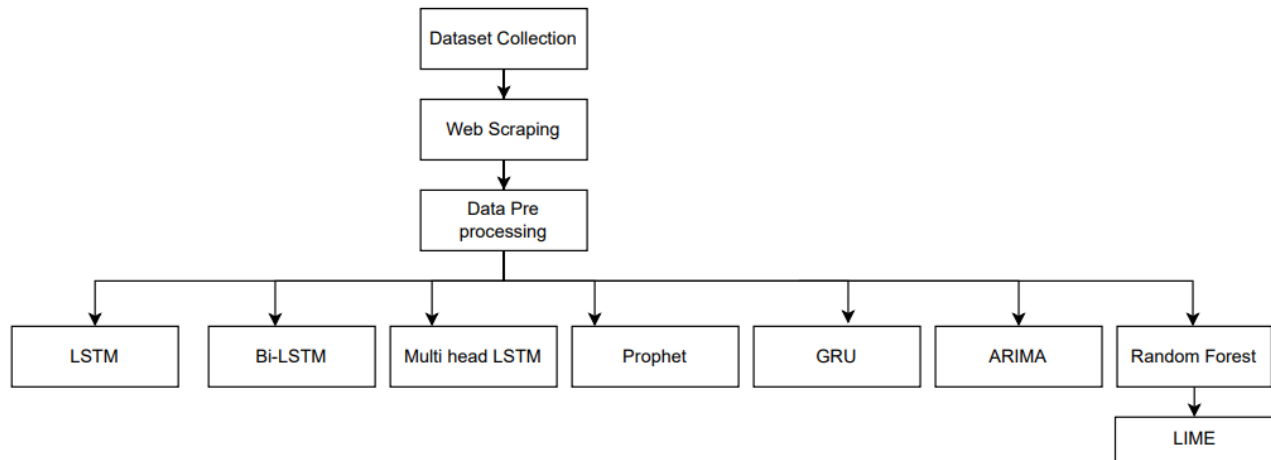 Dataset Collection
Web Scraping
Data Pre
processing
LSTM
Bi-LSTM
Multi head LSTM
Prophet
GRU
ARIMA
Random Forest
LIME